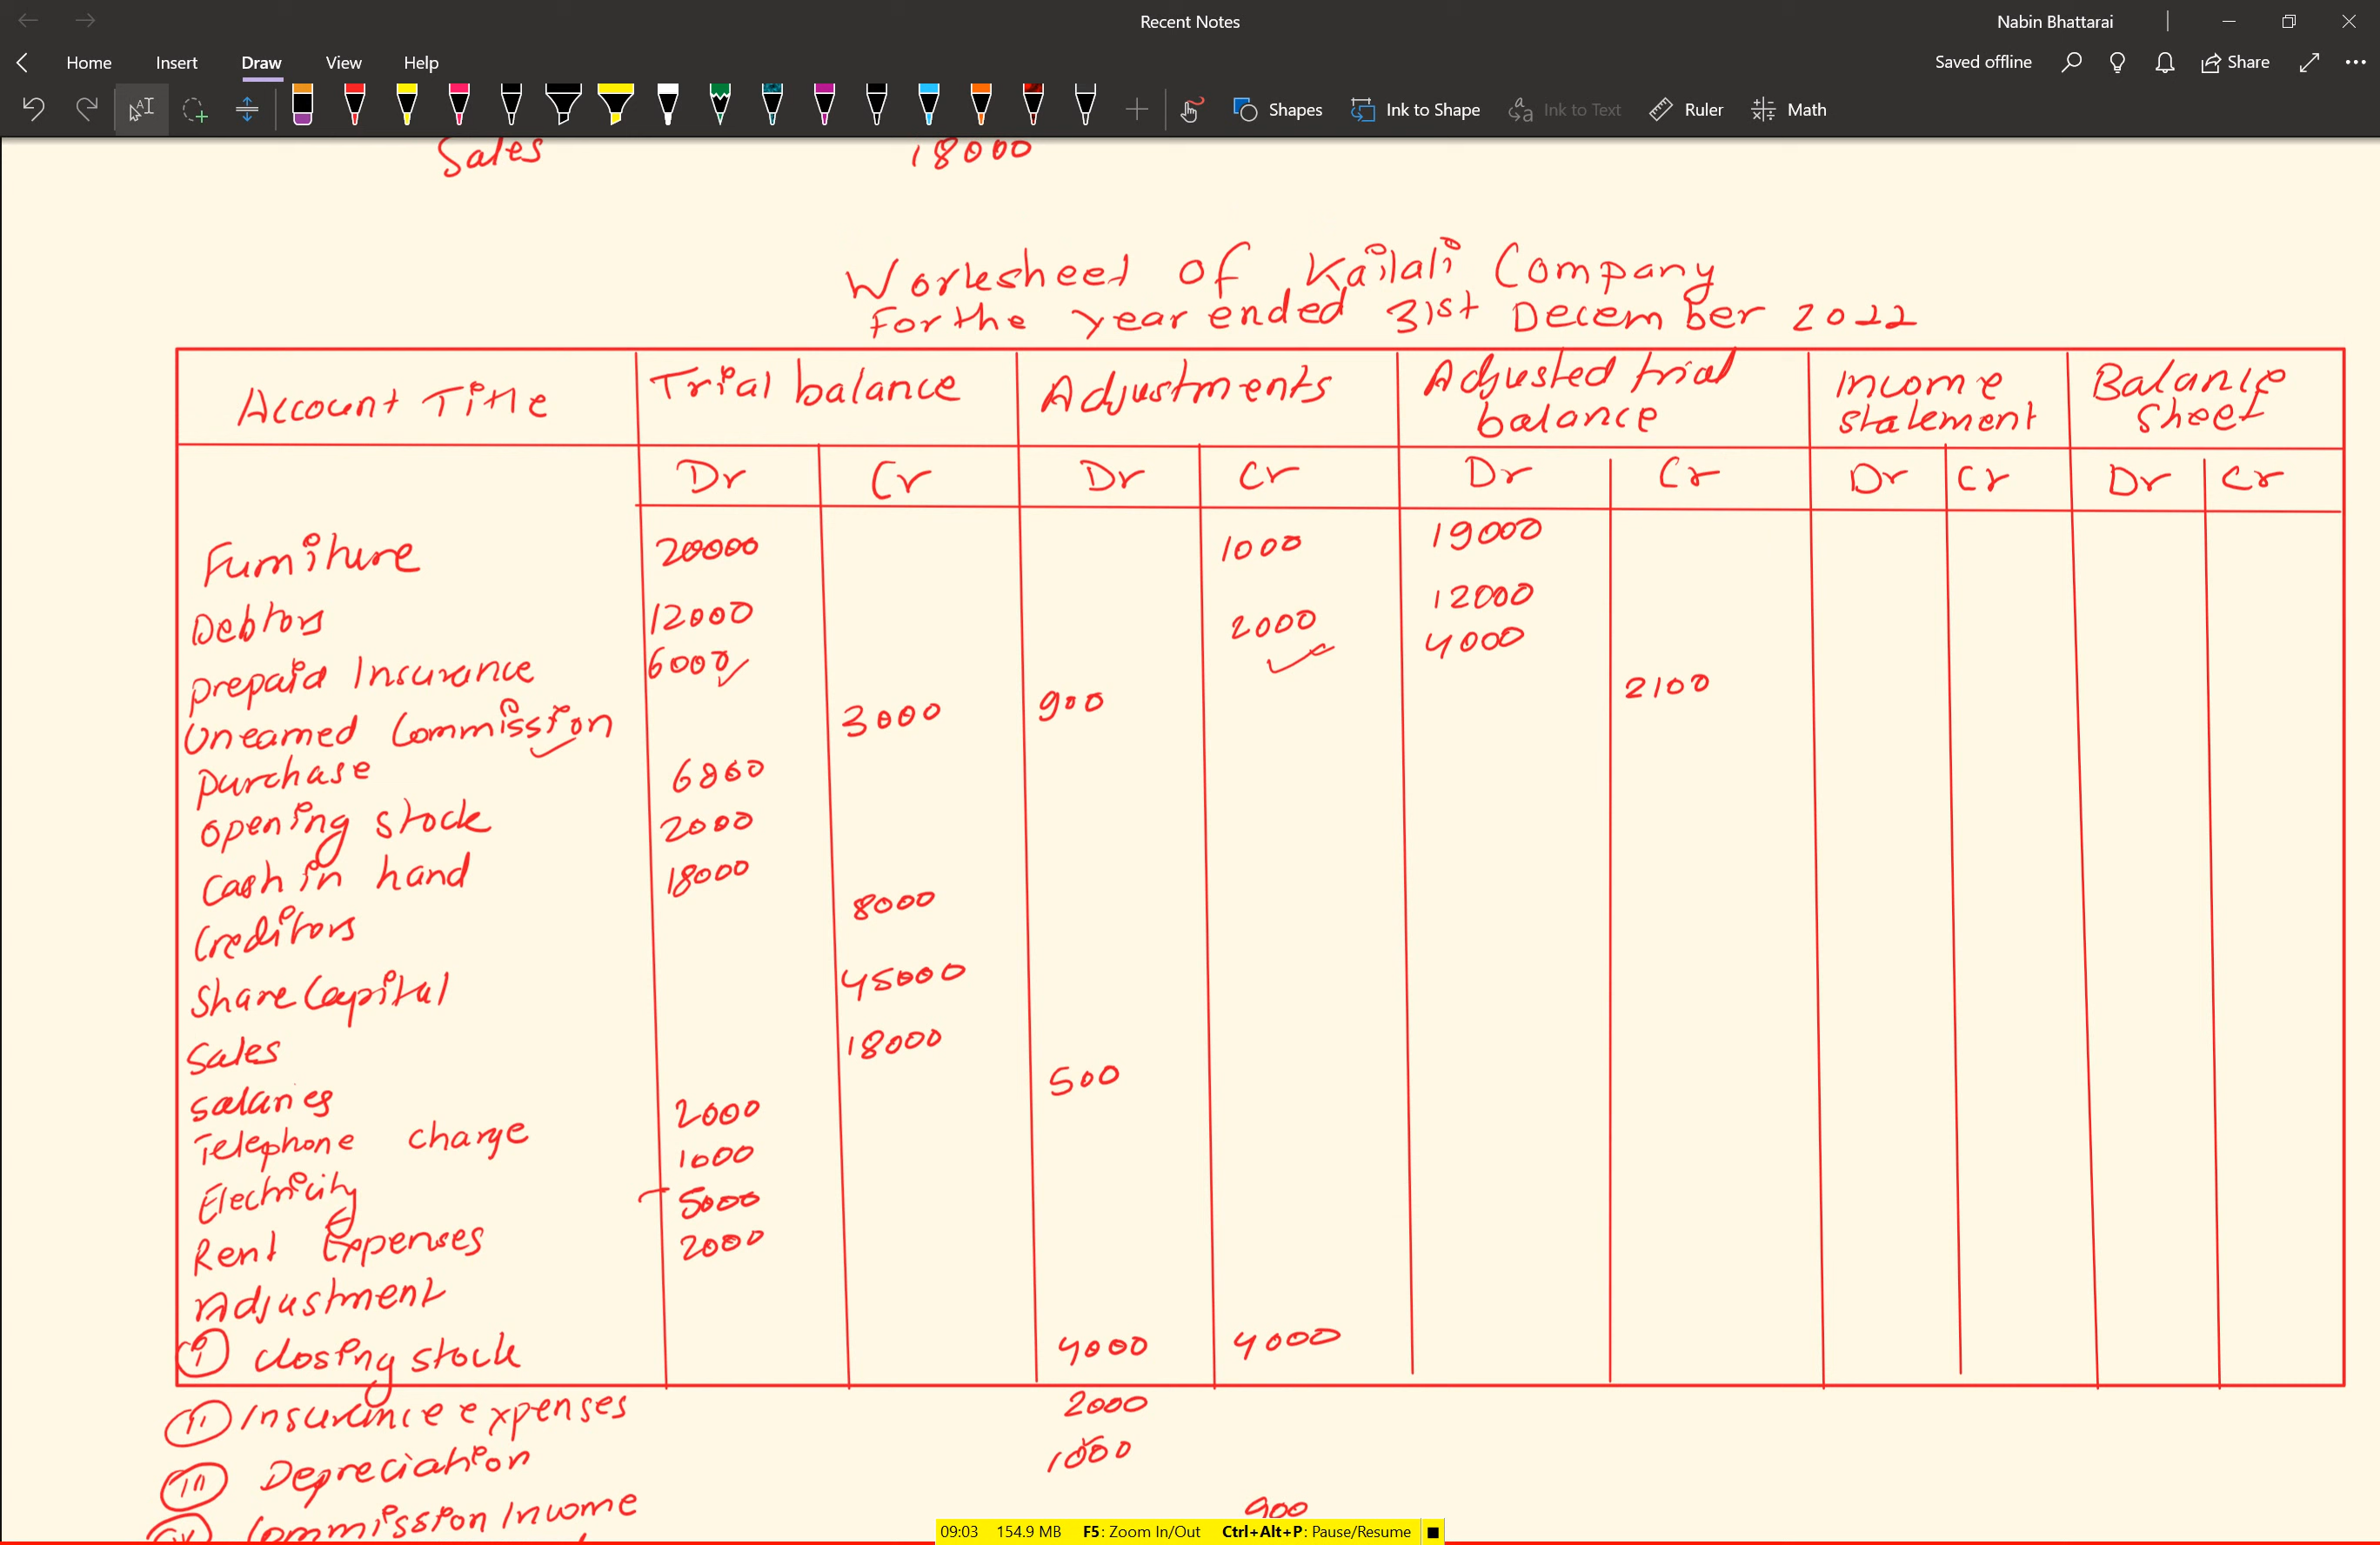 Recent Notes Nabin Bhattarai
Home Insert Draw View Help Saved offline Share
Shapes Ink to Shape Ink to Text Ruler Math
Sales 18000
Worksheet of Kailali Company
For the year ended 31st December 2022
Account Title Trial balance Adjustments Adjusted trial balance Income statement Balance sheet
Dr Cr Dr Cr Dr Cr Dr Cr Dr Cr
Furniture 20000 1000 19000
Debtors 12000 12000
prepaid Insurance 6000 2000 4000
Unearned Commission 3000 900 2100
purchase 6800
opening stock 2000
Cash in hand 18000
Creditors 8000
Share Capital 45000
Sales 18000
Salaries 2000 500
Telephone charge 1000
Electricity 5000
Rent Expenses 2000
Adjustment
i closing stock 4000 4000
ii Insurance expenses 2000
iii Depreciation 1000
iv Commission Income 900
09:03 154.9 MB F5: Zoom In/Out Ctrl+Alt+P: Pause/Resume